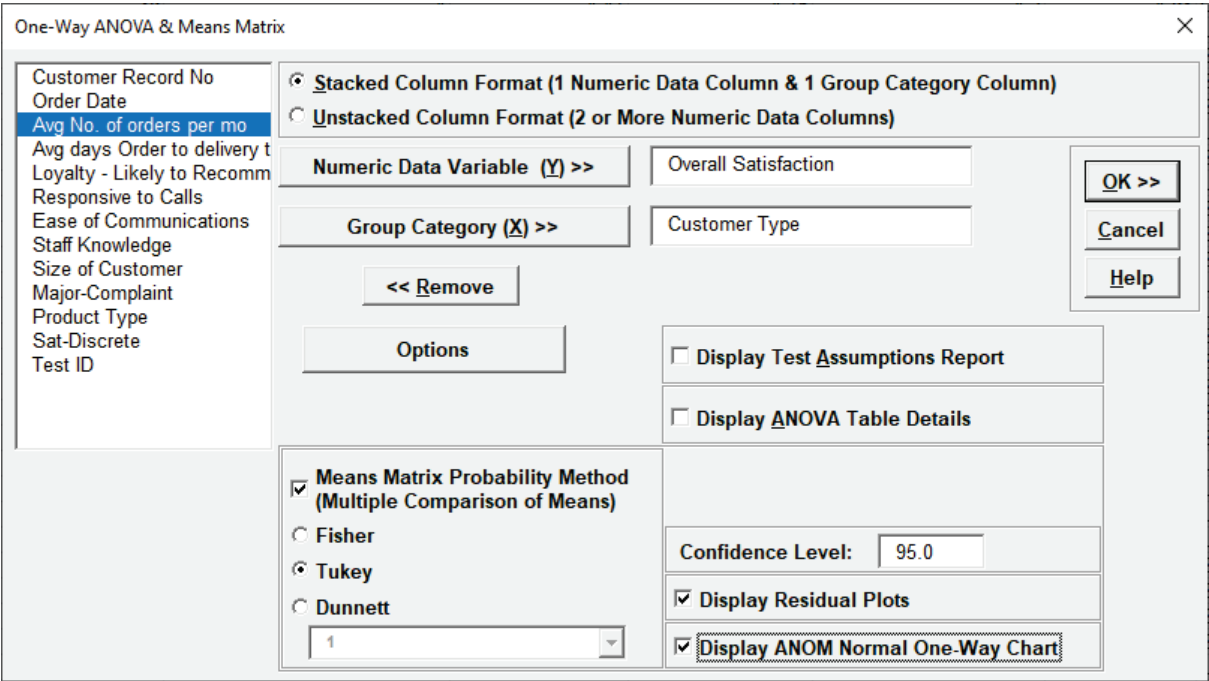 One-Way ANOVA & Means Matrix
Customer Record No
Order Date
Avg No. of orders per mo
Avg days Order to delivery t
Loyalty - Likely to Recomm
Responsive to Calls
Ease of Communications
Staff Knowledge
Size of Customer
Major-Complaint
Product Type
Sat-Discrete
Test ID
Stacked Column Format (1 Numeric Data Column & 1 Group Category Column)
Unstacked Column Format (2 or More Numeric Data Columns)
Numeric Data Variable (Y) >>
Overall Satisfaction
Group Category (X) >>
Customer Type
<< Remove
Options
OK >>
Cancel
Help
Display Test Assumptions Report
Display ANOVA Table Details
Means Matrix Probability Method
(Multiple Comparison of Means)
Fisher
Tukey
Dunnett
1
Confidence Level: 95.0
Display Residual Plots
Display ANOM Normal One-Way Chart